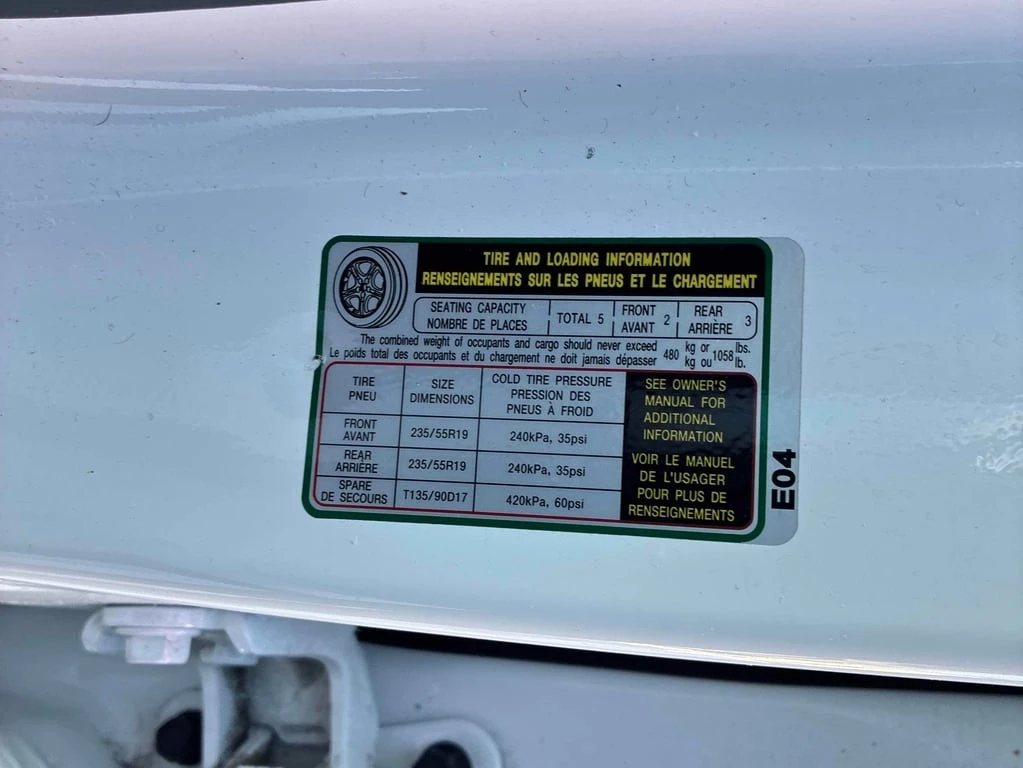 TIRE AND LOADING INFORMATION
RENSEIGNEMENTS SUR LES PNEUS ET LE CHARGEMENT
SEATING CAPACITY
NOMBRE DE PLACES
TOTAL 5
FRONT
AVANT
2
REAR
ARRIÈRE
3
The combined weight of occupants and cargo should never exceed 480 kg or 1058 lbs.
Le poids total des occupants et du chargement ne doit jamais dépasser 480 kg ou 1058 lb.
TIRE
PNEU
SIZE
DIMENSIONS
COLD TIRE PRESSURE
PRESSION DES
PNEUS À FROID
FRONT
AVANT
235/55R19
240kPa, 35psi
REAR
ARRIÈRE
235/55R19
240kPa, 35psi
SPARE
DE SECOURS
T135/90D17
420kPa, 60psi
SEE OWNER'S
MANUAL FOR
ADDITIONAL
INFORMATION
VOIR LE MANUEL
DE L'USAGER
POUR PLUS DE
RENSEIGNEMENTS
E04